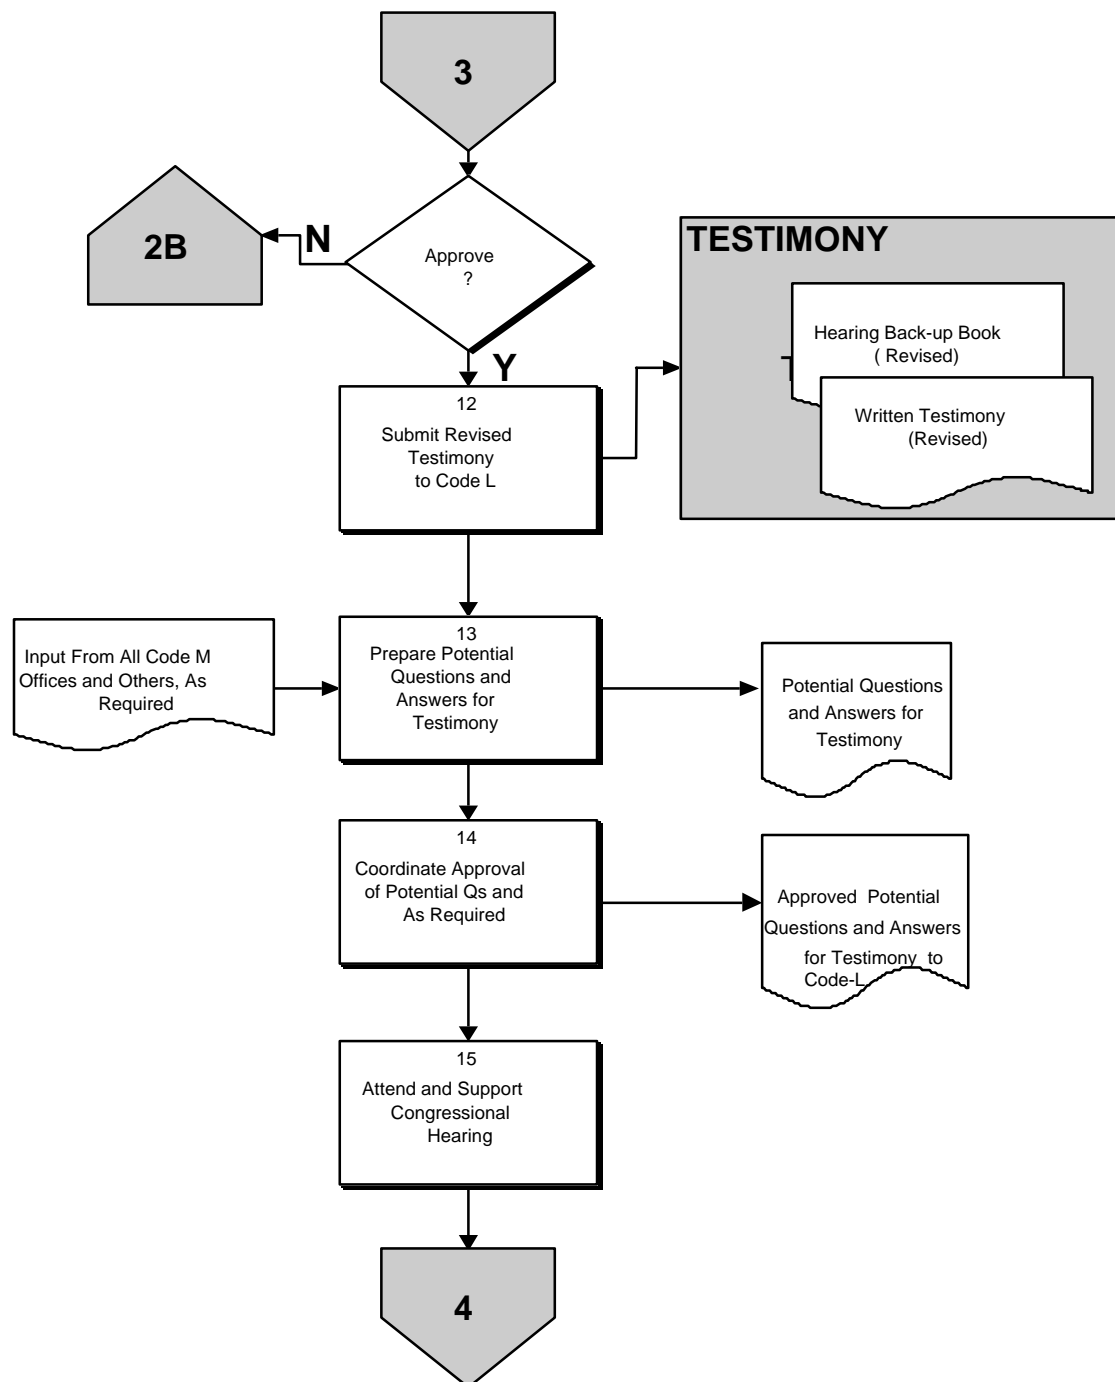 3
2B
N
Approve
?
Y
TESTIMONY
Hearing Back-up Book
( Revised)
Written Testimony
(Revised)
12
Submit Revised
Testimony
to Code L
Input From All Code M
Offices and Others, As
Required
13
Prepare Potential
Questions and
Answers for
Testimony
Potential Questions
and Answers for
Testimony
14
Coordinate Approval
of Potential Qs and
As Required
Approved Potential
Questions and Answers
for Testimony to
Code-L
15
Attend and Support
Congressional
Hearing
4